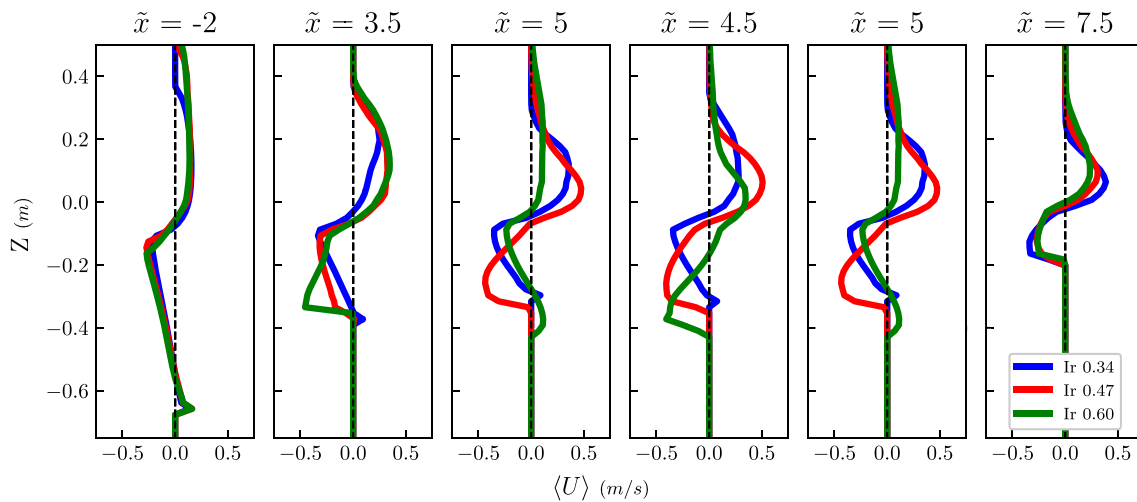 x̃ = -2
x̃ = 3.5
x̃ = 5
x̃ = 4.5
x̃ = 5
x̃ = 7.5
Z (m)
0.4
0.2
0.0
−0.2
−0.4
−0.6
−0.5 0.0 0.5
−0.5 0.0 0.5
−0.5 0.0 0.5
−0.5 0.0 0.5
−0.5 0.0 0.5
−0.5 0.0 0.5
Ir 0.34
Ir 0.47
Ir 0.60
⟨U⟩ (m/s)